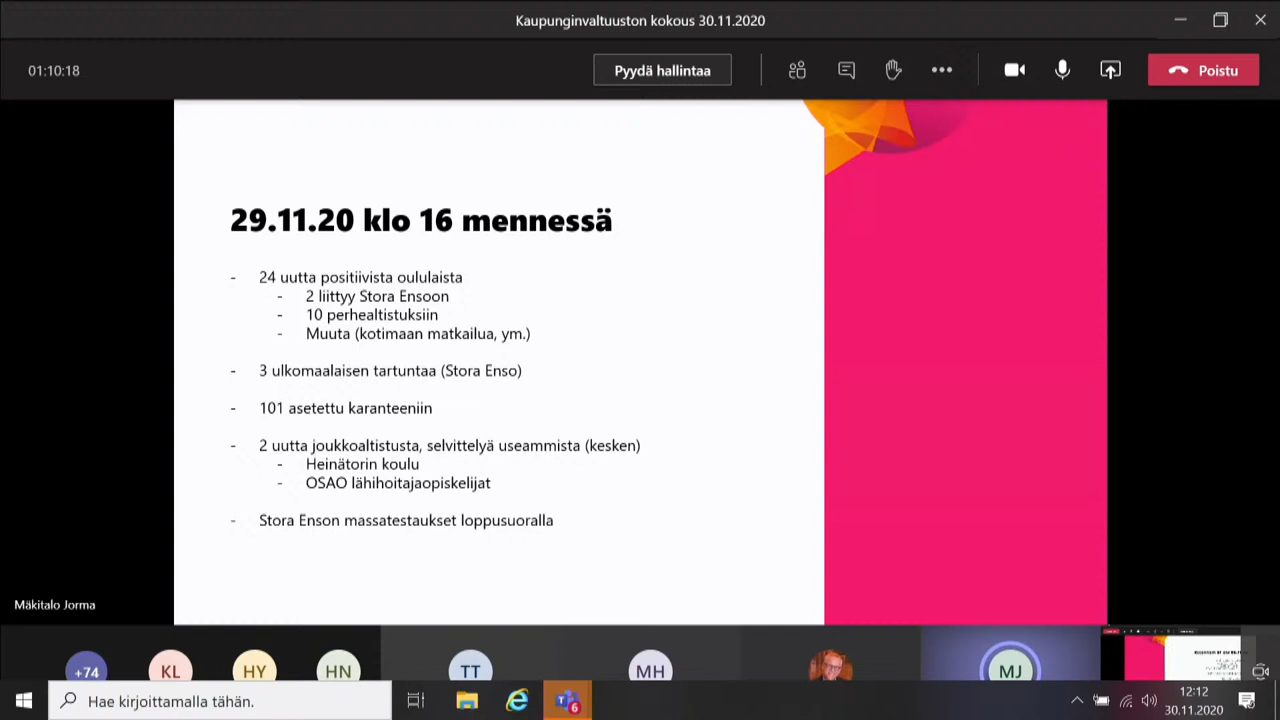 Kaupunginvaltuuston kokous 30.11.2020
01:10:18
Pyydä hallintaa
Poistu
29.11.20 klo 16 mennessä
- 24 uutta positiivista oululaista
- 2 liittyy Stora Ensoon
- 10 perhealtistuksiin
- Muuta (kotimaan matkailua, ym.)
- 3 ulkomaalaisen tartuntaa (Stora Enso)
- 101 asetettu karanteeniin
- 2 uutta joukkoaltistusta, selvittelyä useammista (kesken)
- Heinätorin koulu
- OSAO lähihoitajaopiskelijat
- Stora Enson massatestaukset loppusuoralla
Mäkitalo Jorma
+74 KL HY HN TT MH MJ
Hae kirjoittamalla tähän.
6
12:12
30.11.2020